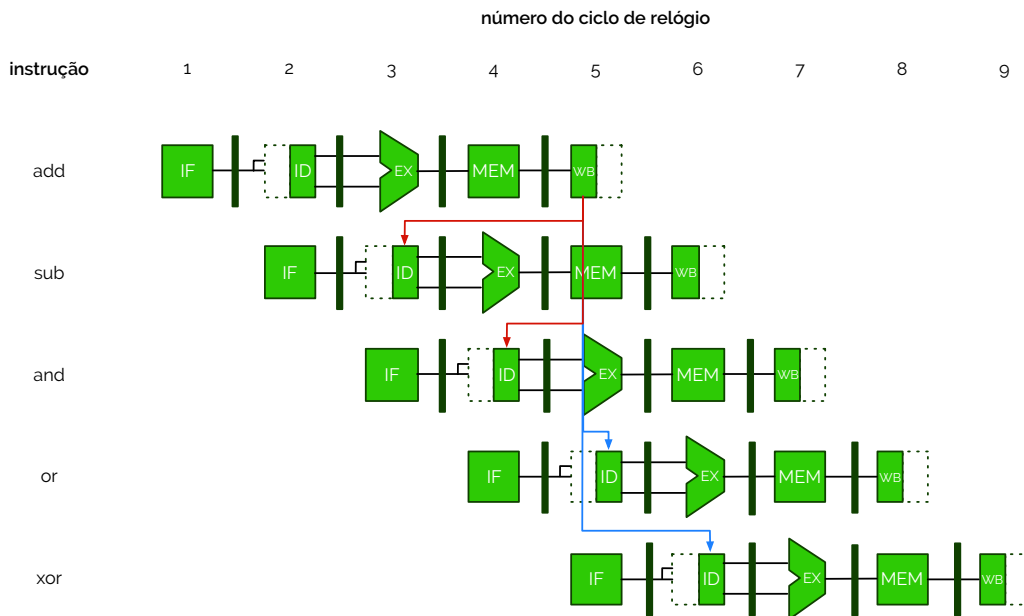 número do ciclo de relógio
instrução 1 2 3 4 5 6 7 8 9
add IF ID EX MEM WB
sub IF ID EX MEM WB
and IF ID EX MEM WB
or IF ID EX MEM WB
xor IF ID EX MEM WB